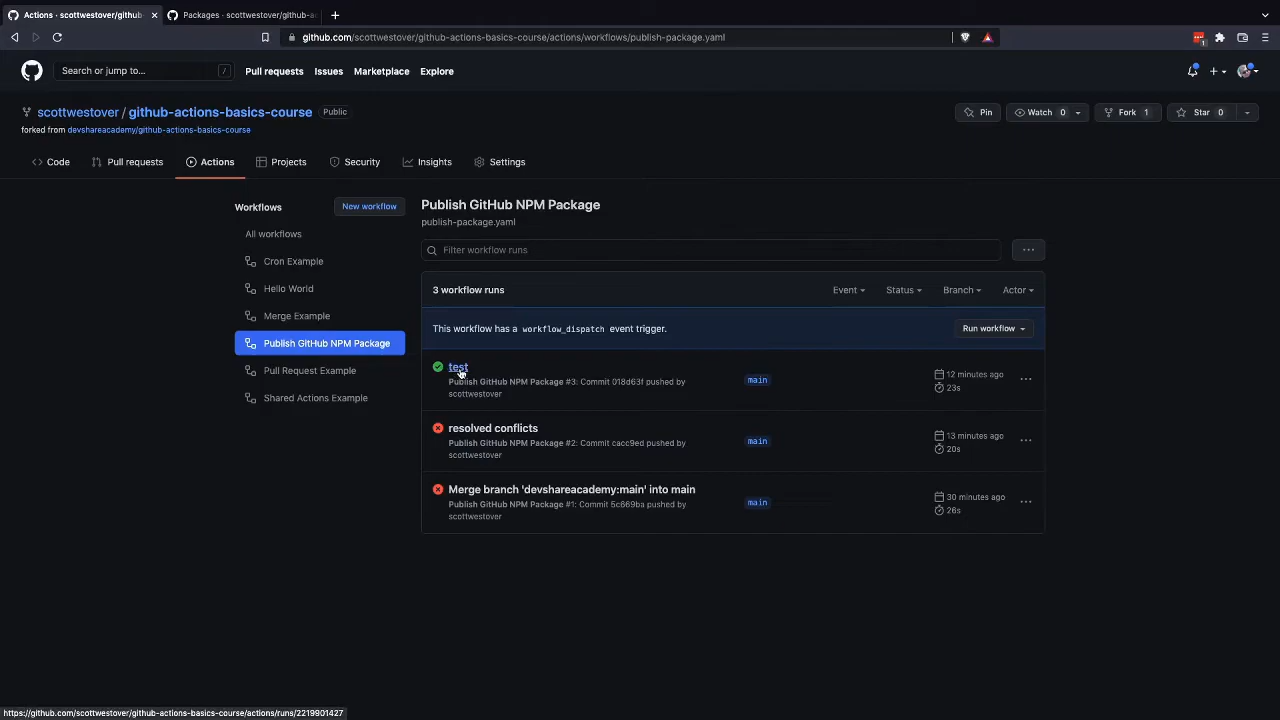 Actions · scottwestover/github-
Packages · scottwestover/github-a
github.com/scottwestover/github-actions-basics-course/actions/workflows/publish-package.yaml
1
Search or jump to...
/
Pull requests
Issues
Marketplace
Explore
scottwestover / github-actions-basics-course
Public
forked from devshareacademy/github-actions-basics-course
Pin
Watch 0
Fork 1
Star 0
Code
Pull requests
Actions
Projects
Security
Insights
Settings
Workflows
New workflow
All workflows
Cron Example
Hello World
Merge Example
Publish GitHub NPM Package
Pull Request Example
Shared Actions Example
Publish GitHub NPM Package
publish-package.yaml
Filter workflow runs
3 workflow runs
Event
Status
Branch
Actor
This workflow has a workflow_dispatch event trigger.
Run workflow
test
Publish GitHub NPM Package #3: Commit 018d63f pushed by
scottwestover
main
12 minutes ago
23s
resolved conflicts
Publish GitHub NPM Package #2: Commit cacc9ed pushed by
scottwestover
main
13 minutes ago
20s
Merge branch 'devshareacademy:main' into main
Publish GitHub NPM Package #1: Commit 5c669ba pushed by
scottwestover
main
30 minutes ago
26s
https://github.com/scottwestover/github-actions-basics-course/actions/runs/2219901427